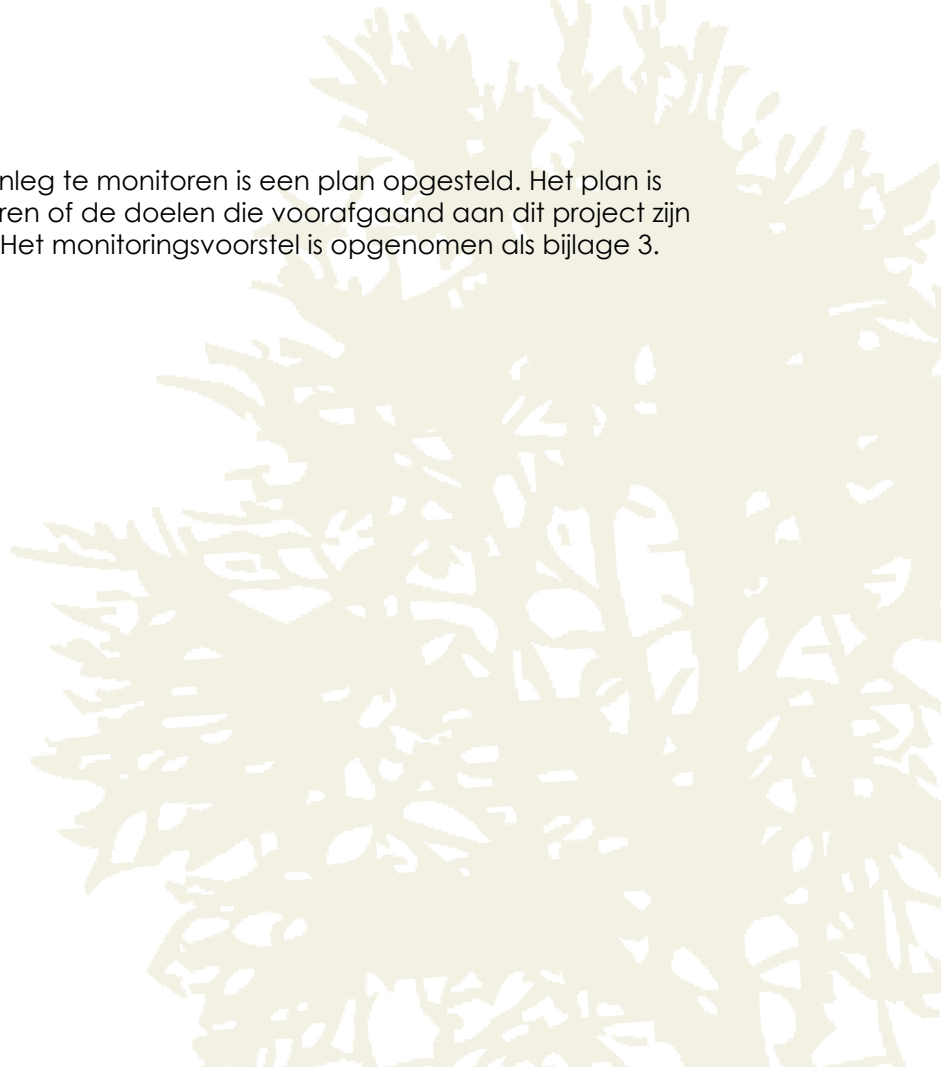 nleg te monitoren is een plan opgesteld. Het plan is
ren of de doelen die voorafgaand aan dit project zijn
Het monitoringsvoorstel is opgenomen als bijlage 3.